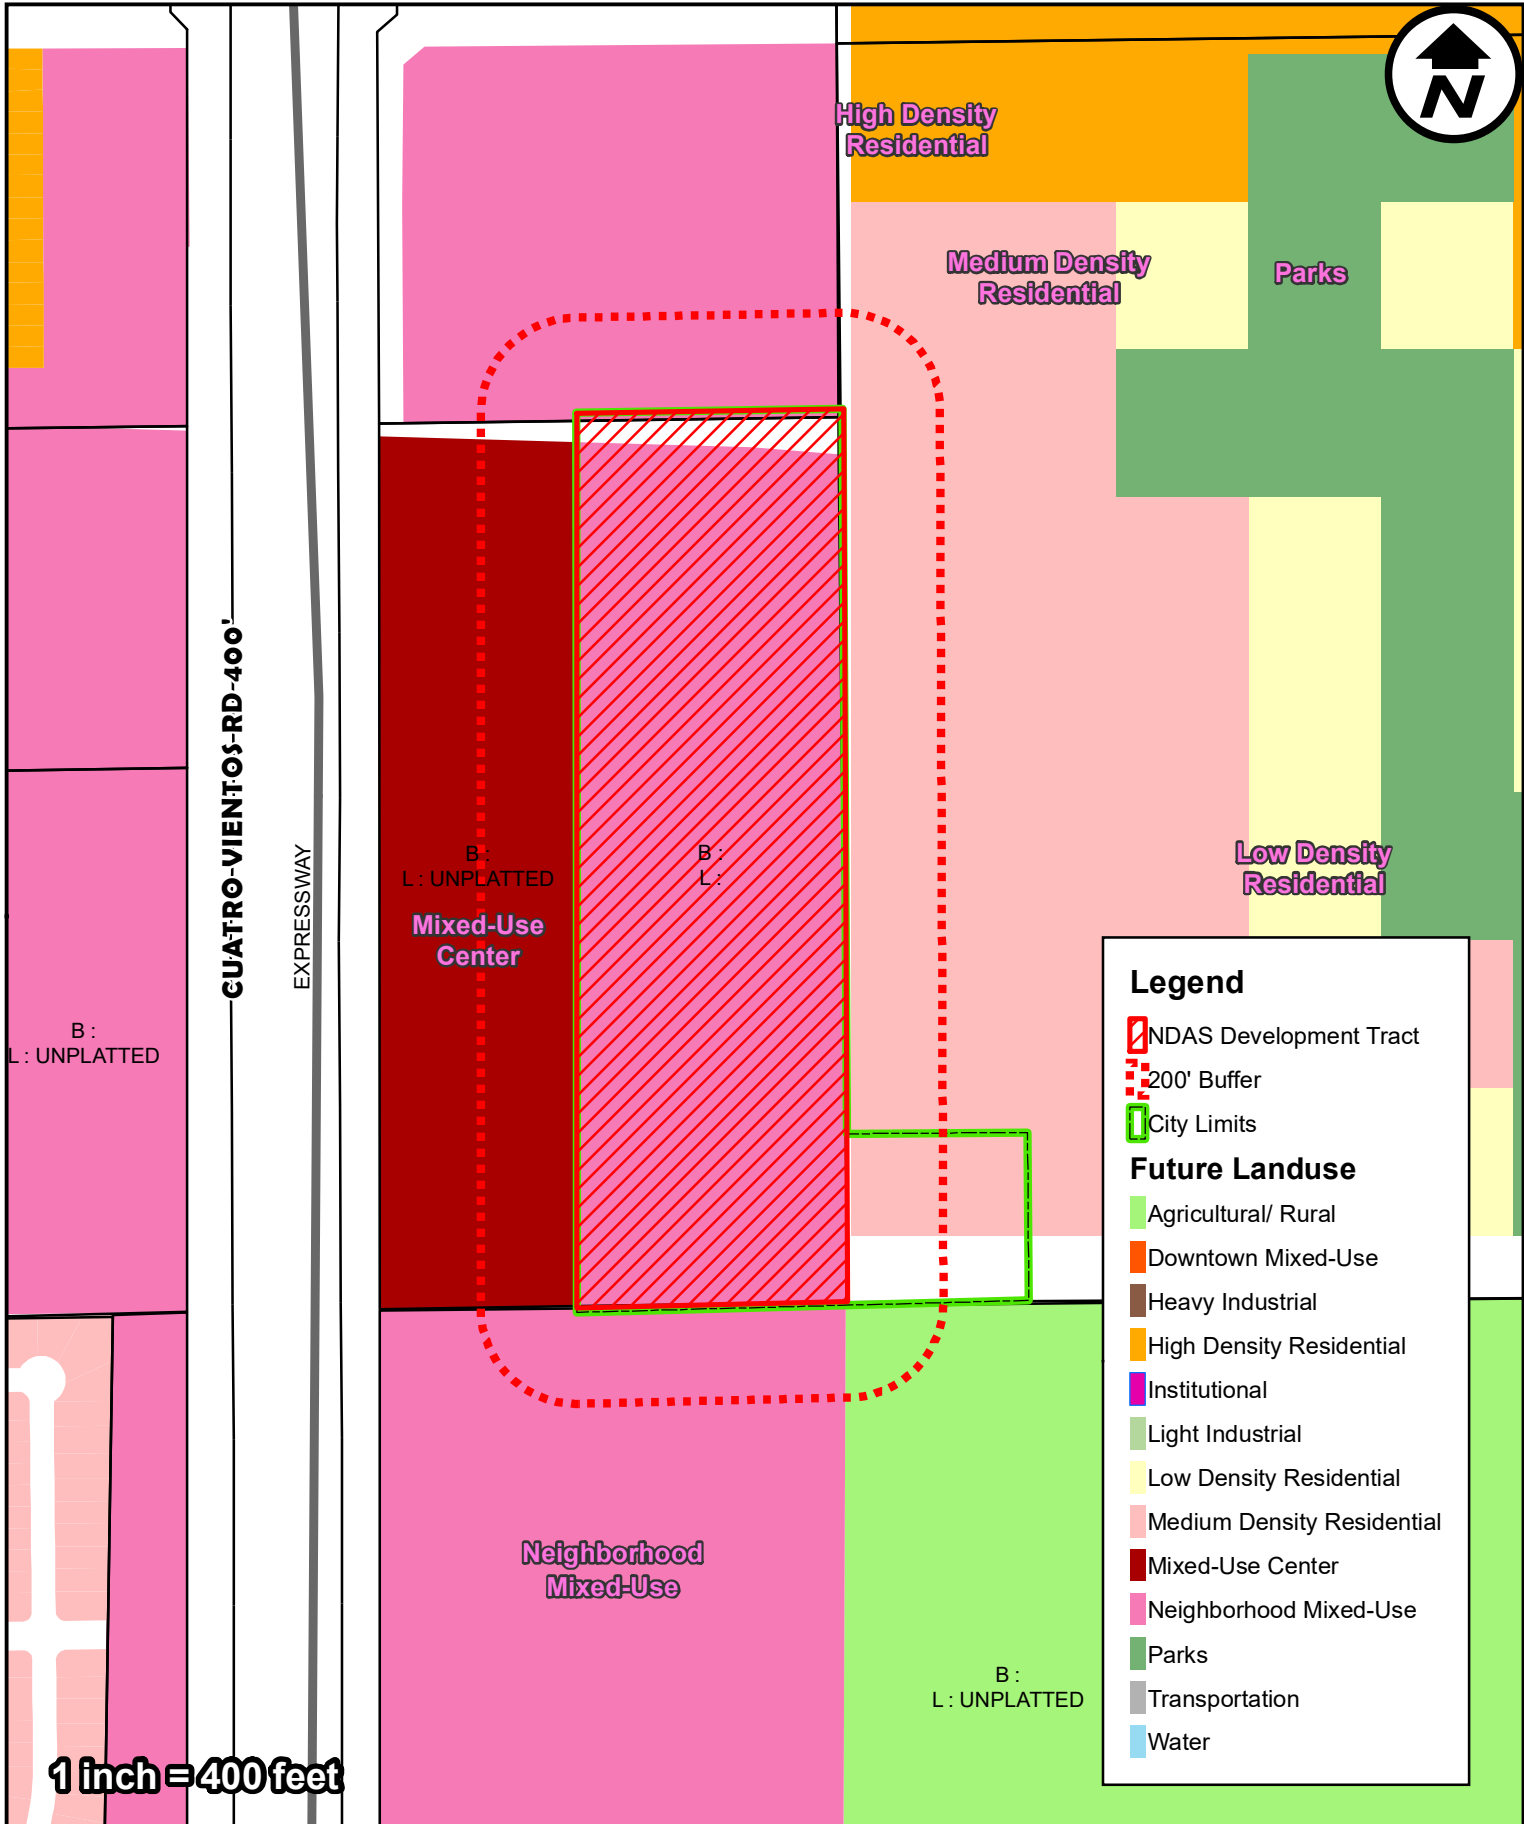 N
High Density
Residential
Medium Density
Residential
Parks
CUATRO-VIENTOS-RD-400'
EXPRESSWAY
B :
L : UNPLATTED
Mixed-Use
Center
B :
L :
Low Density
Residential
B :
L : UNPLATTED
Neighborhood
Mixed-Use
B :
L : UNPLATTED
1 inch = 400 feet
Legend
NDAS Development Tract
200' Buffer
City Limits
Future Landuse
Agricultural/ Rural
Downtown Mixed-Use
Heavy Industrial
High Density Residential
Institutional
Light Industrial
Low Density Residential
Medium Density Residential
Mixed-Use Center
Neighborhood Mixed-Use
Parks
Transportation
Water